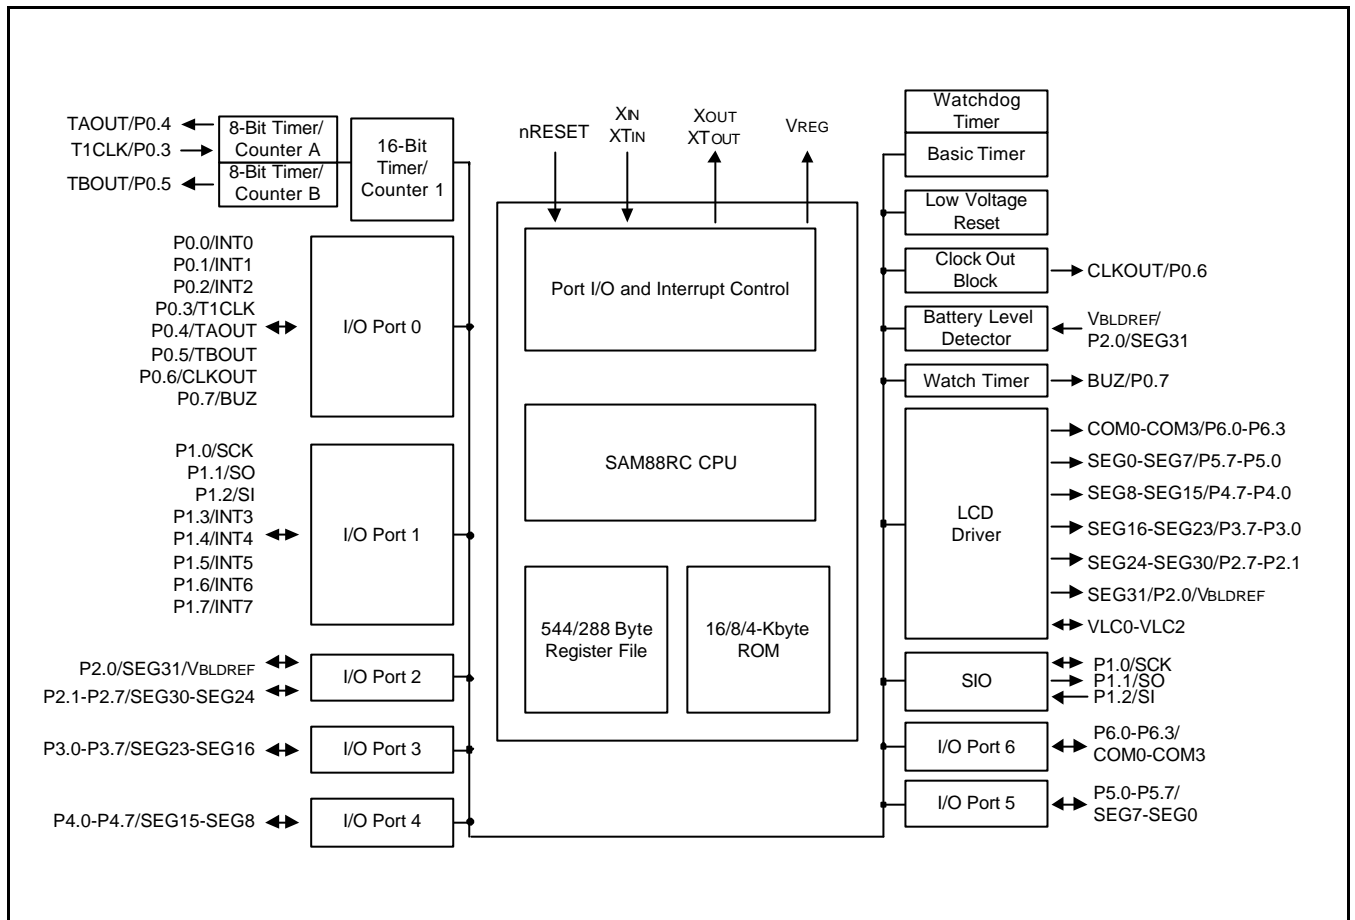 TAOUT/P0.4
T1CLK/P0.3
TBOUT/P0.5
8-Bit Timer/
Counter A
8-Bit Timer/
Counter B
16-Bit
Timer/
Counter 1
P0.0/INT0
P0.1/INT1
P0.2/INT2
P0.3/T1CLK
P0.4/TAOUT
P0.5/TBOUT
P0.6/CLKOUT
P0.7/BUZ
I/O Port 0
P1.0/SCK
P1.1/SO
P1.2/SI
P1.3/INT3
P1.4/INT4
P1.5/INT5
P1.6/INT6
P1.7/INT7
I/O Port 1
P2.0/SEG31/VBLDREF
P2.1-P2.7/SEG30-SEG24
I/O Port 2
P3.0-P3.7/SEG23-SEG16
I/O Port 3
P4.0-P4.7/SEG15-SEG8
I/O Port 4
nRESET
XIN
XTIN
XOUT
XTOUT
VREG
Port I/O and Interrupt Control
SAM88RC CPU
544/288 Byte
Register File
16/8/4-Kbyte
ROM
Watchdog
Timer
Basic Timer
Low Voltage
Reset
Clock Out
Block
CLKOUT/P0.6
Battery Level
Detector
VBLDREF/
P2.0/SEG31
Watch Timer
BUZ/P0.7
LCD
Driver
COM0-COM3/P6.0-P6.3
SEG0-SEG7/P5.7-P5.0
SEG8-SEG15/P4.7-P4.0
SEG16-SEG23/P3.7-P3.0
SEG24-SEG30/P2.7-P2.1
SEG31/P2.0/VBLDREF
VLC0-VLC2
SIO
P1.0/SCK
P1.1/SO
P1.2/SI
I/O Port 6
P6.0-P6.3/
COM0-COM3
I/O Port 5
P5.0-P5.7/
SEG7-SEG0